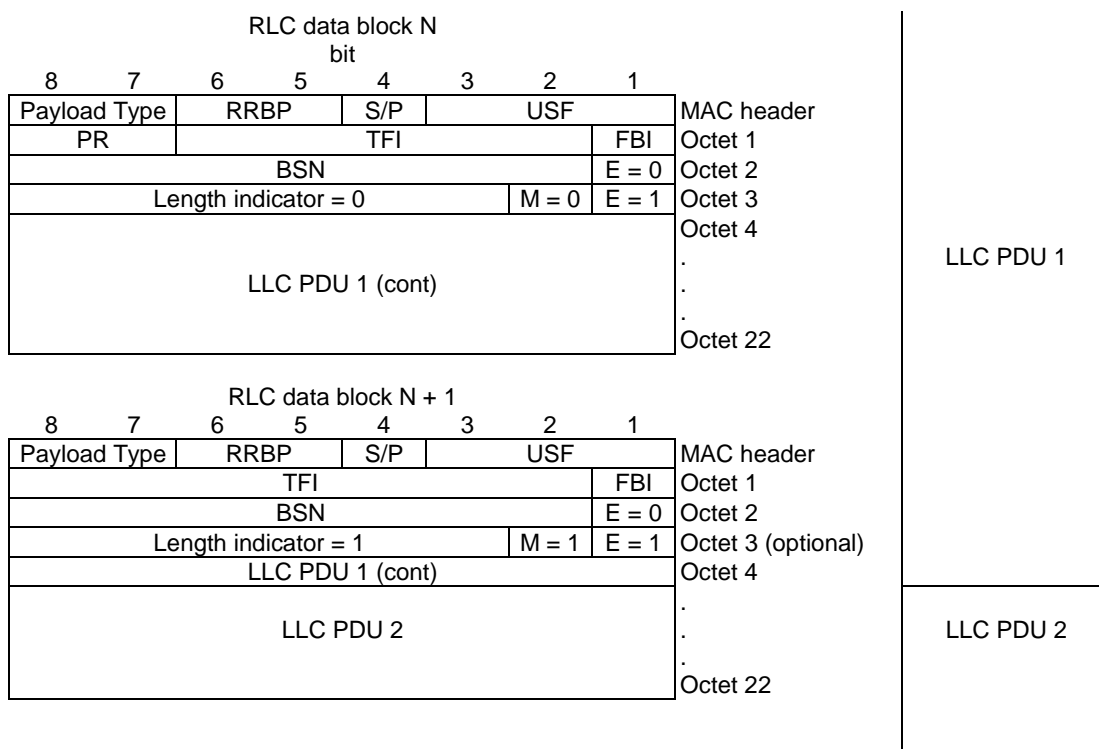 RLC data block N
bit
8 7 6 5 4 3 2 1
Payload Type RRBP S/P USF MAC header
PR TFI FBI Octet 1
BSN E = 0 Octet 2
Length indicator = 0 M = 0 E = 1 Octet 3
Octet 4
.
LLC PDU 1
LLC PDU 1 (cont) .
.
Octet 22
RLC data block N + 1
8 7 6 5 4 3 2 1
Payload Type RRBP S/P USF MAC header
TFI FBI Octet 1
BSN E = 0 Octet 2
Length indicator = 1 M = 1 E = 1 Octet 3 (optional)
LLC PDU 1 (cont) Octet 4
.
LLC PDU 2 . LLC PDU 2
.
Octet 22